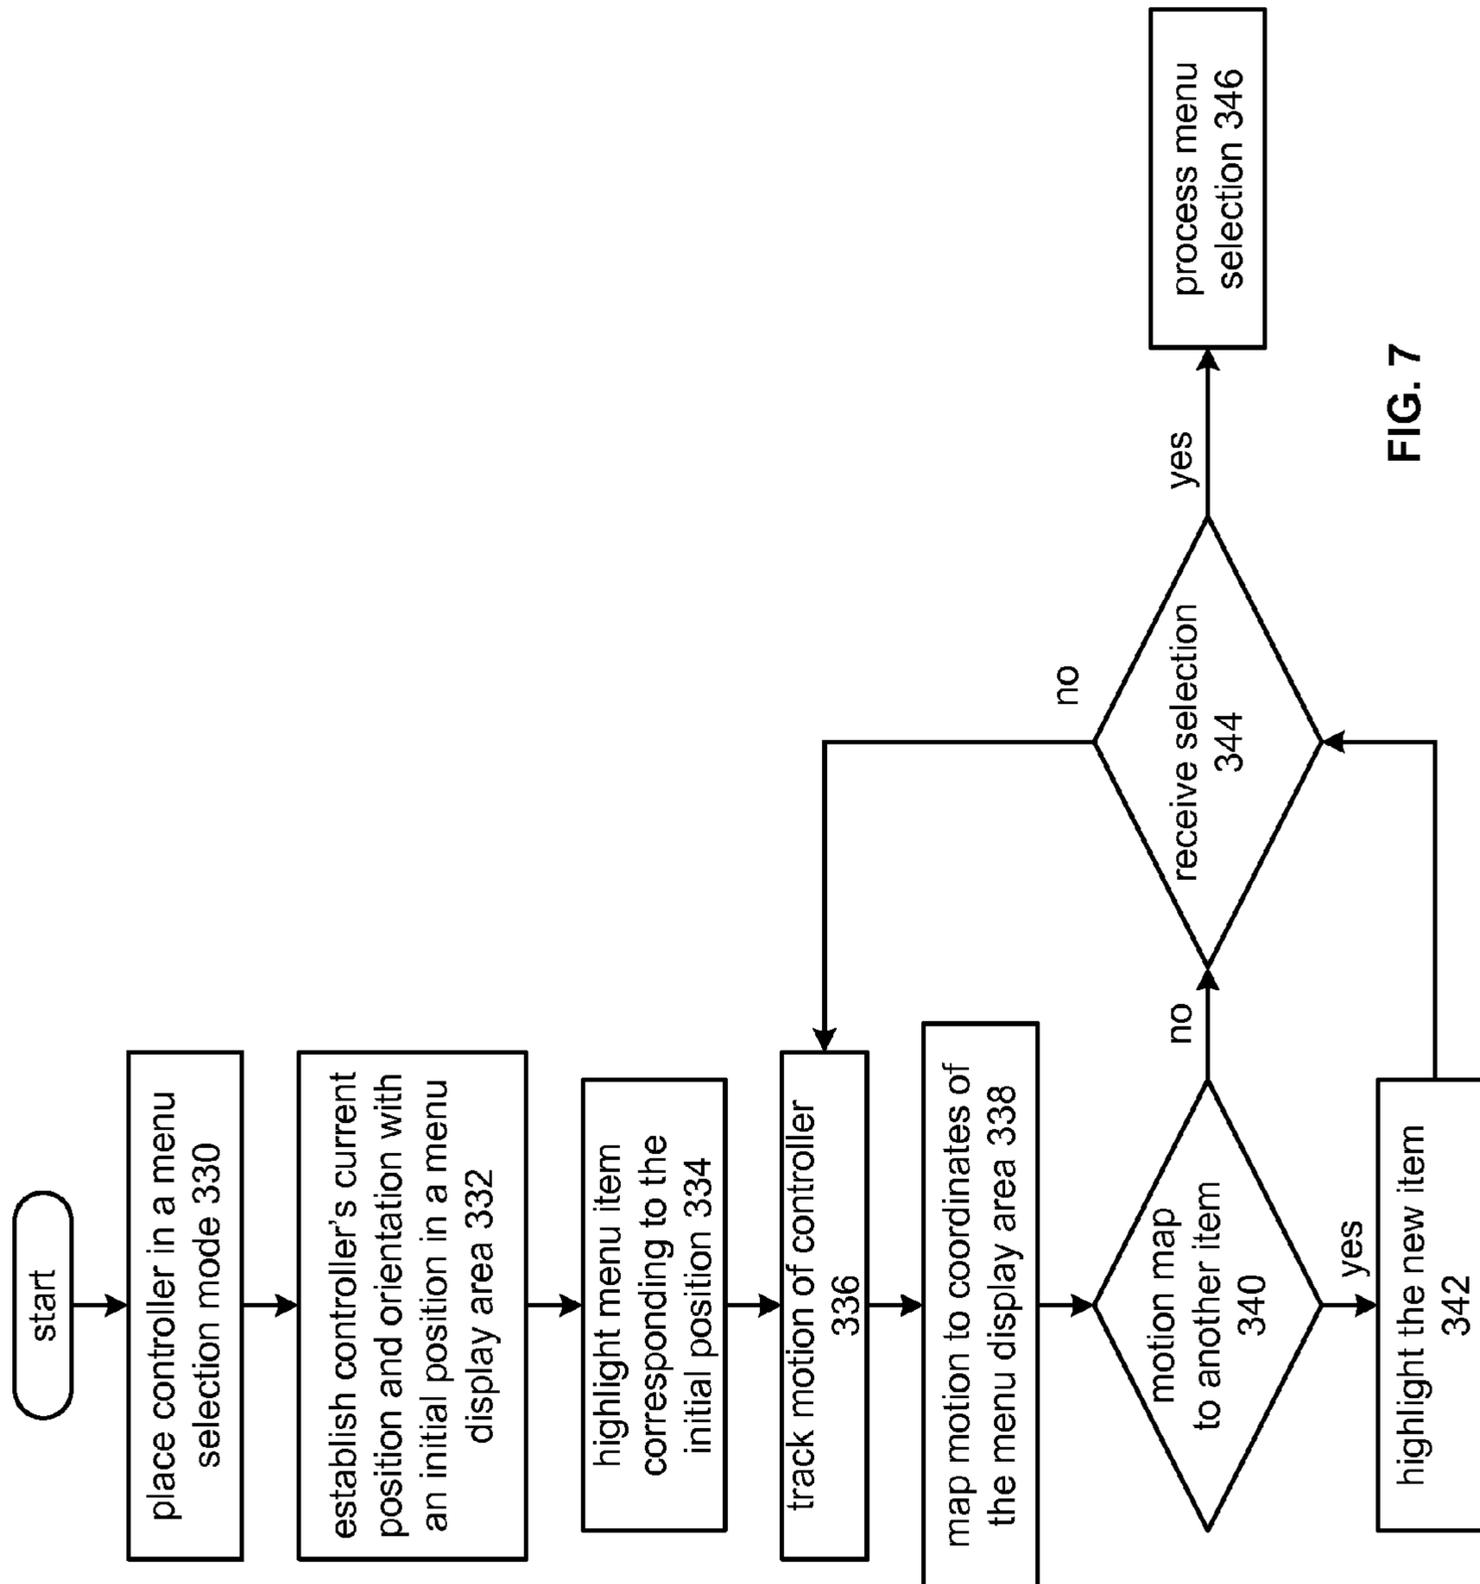 start
place controller in a menu
selection mode 330
establish controller's current
position and orientation with
an initial position in a menu
display area 332
highlight menu item
corresponding to the
initial position 334
track motion of controller
336
map motion to coordinates of
the menu display area 338
motion map
to another item
340
no
yes
highlight the new item
342
receive selection
344
no
yes
process menu
selection 346
FIG. 7